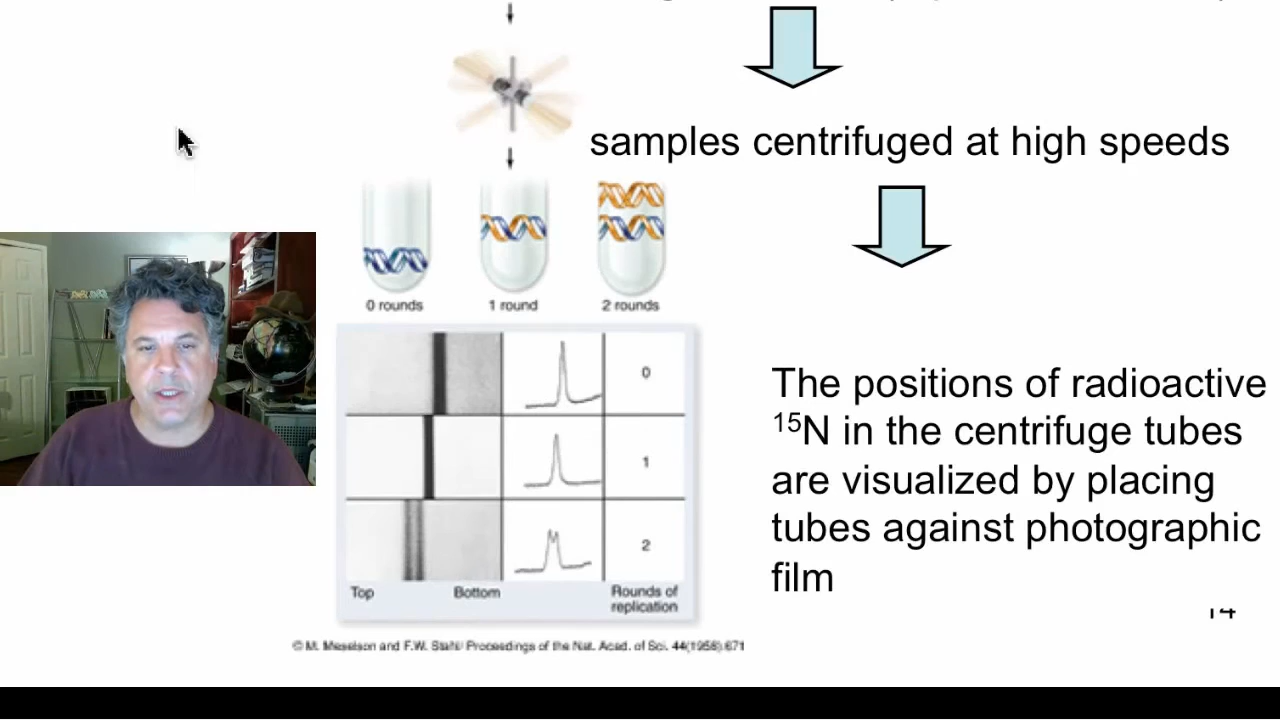 samples centrifuged at high speeds
0 rounds 1 round 2 rounds
0
1
2
Top Bottom Rounds of
replication
The positions of radioactive
¹⁵N in the centrifuge tubes
are visualized by placing
tubes against photographic
film
© M. Meselson and F.W. Stahl/ Proceedings of the Nat. Acad. of Sci. 44(1958):671